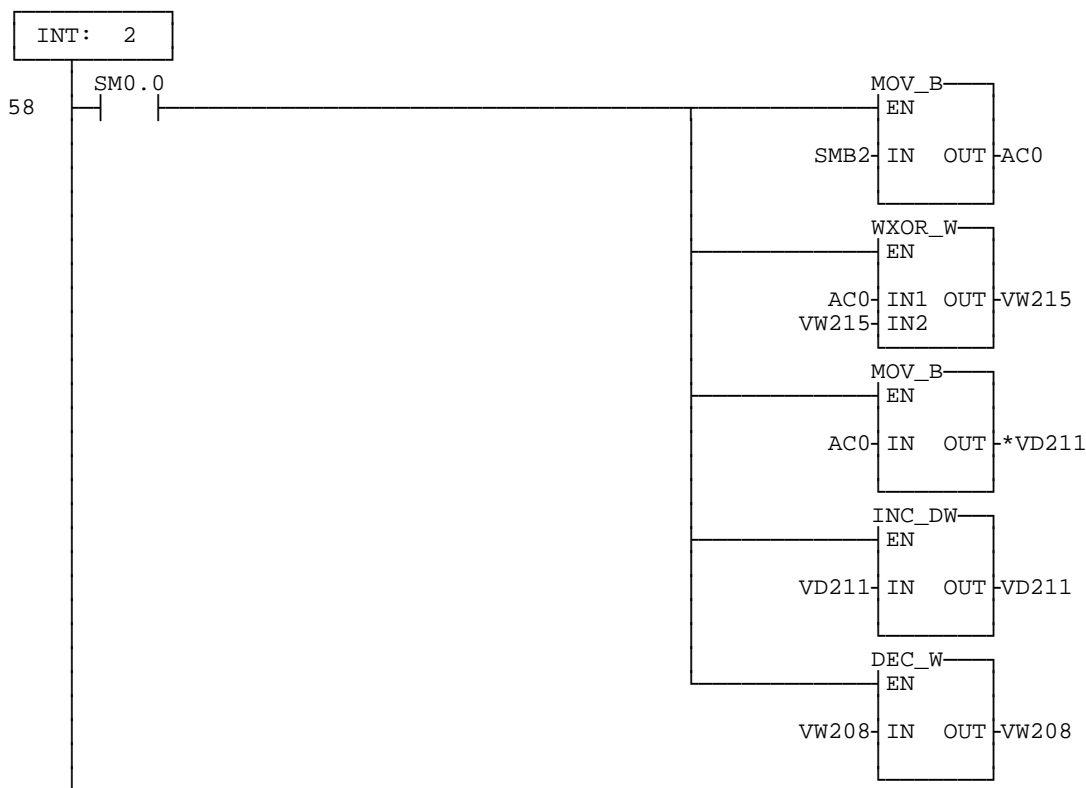 INT: 2
SM0.0
58
MOV_B
EN
SMB2 IN OUT AC0
WXOR_W
EN
AC0 IN1 OUT VW215
VW215 IN2
MOV_B
EN
AC0 IN OUT *VD211
INC_DW
EN
VD211 IN OUT VD211
DEC_W
EN
VW208 IN OUT VW208